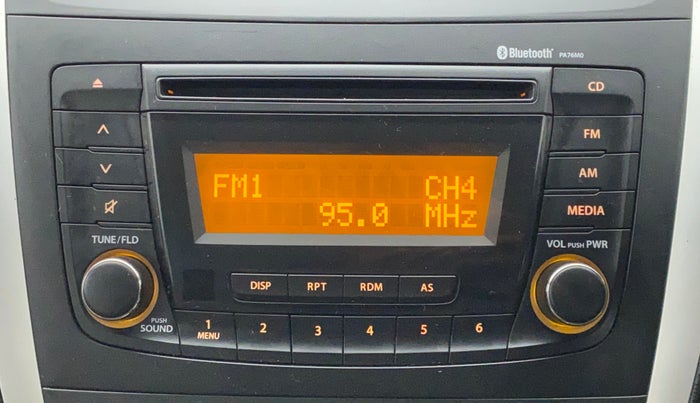 Bluetooth® PA76MQ
CD
FM
AM
MEDIA
FM1 CH4
95.0 MHz
TUNE/FLD
VOL PUSH PWR
DISP RPT RDM AS
PUSH
SOUND
1 2 3 4 5 6
MENU